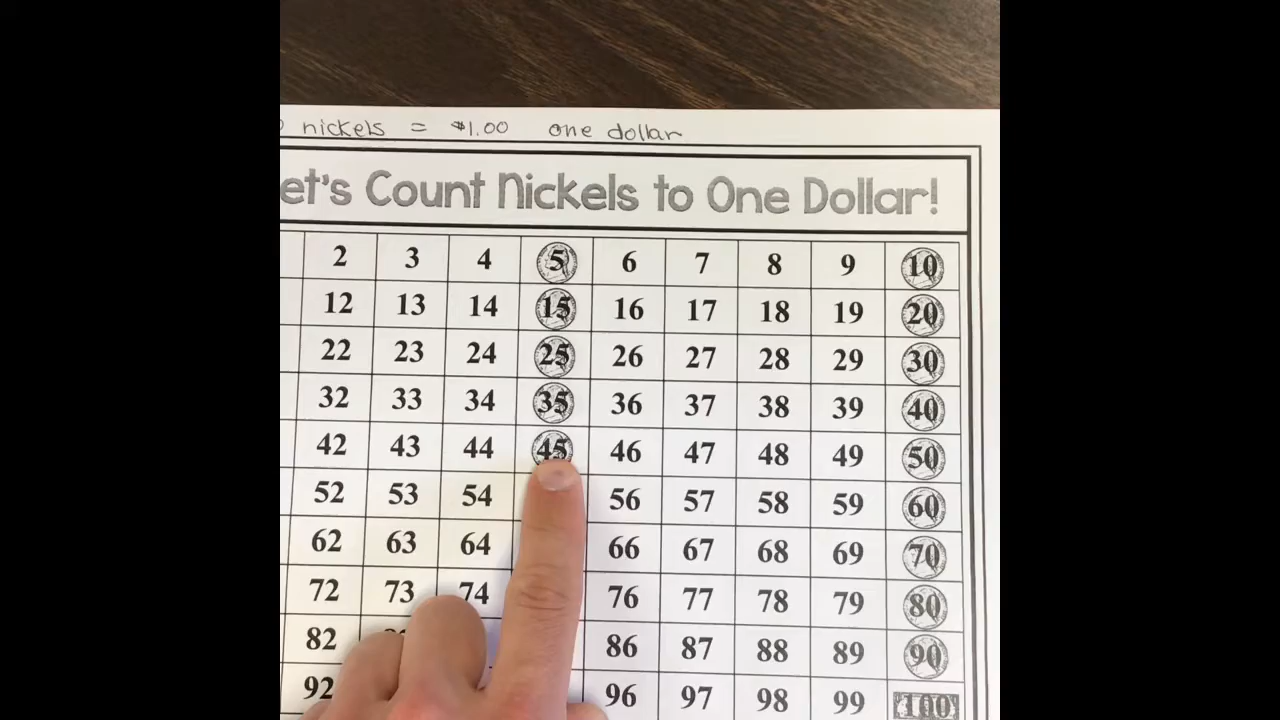 nickels = $1.00 one dollar
et's Count Nickels to One Dollar!
2 3 4 5 6 7 8 9 10
12 13 14 15 16 17 18 19 20
22 23 24 25 26 27 28 29 30
32 33 34 35 36 37 38 39 40
42 43 44 45 46 47 48 49 50
52 53 54 56 57 58 59 60
62 63 64 66 67 68 69 70
72 73 74 76 77 78 79 80
82 86 87 88 89 90
92 96 97 98 99 100